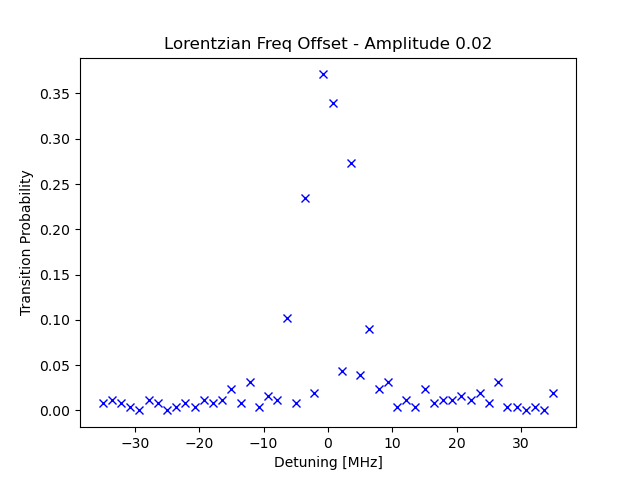 Lorentzian Freq Offset - Amplitude 0.02
Transition Probability
0.35
0.30
0.25
0.20
0.15
0.10
0.05
0.00
−30 −20 −10 0 10 20 30
Detuning [MHz]